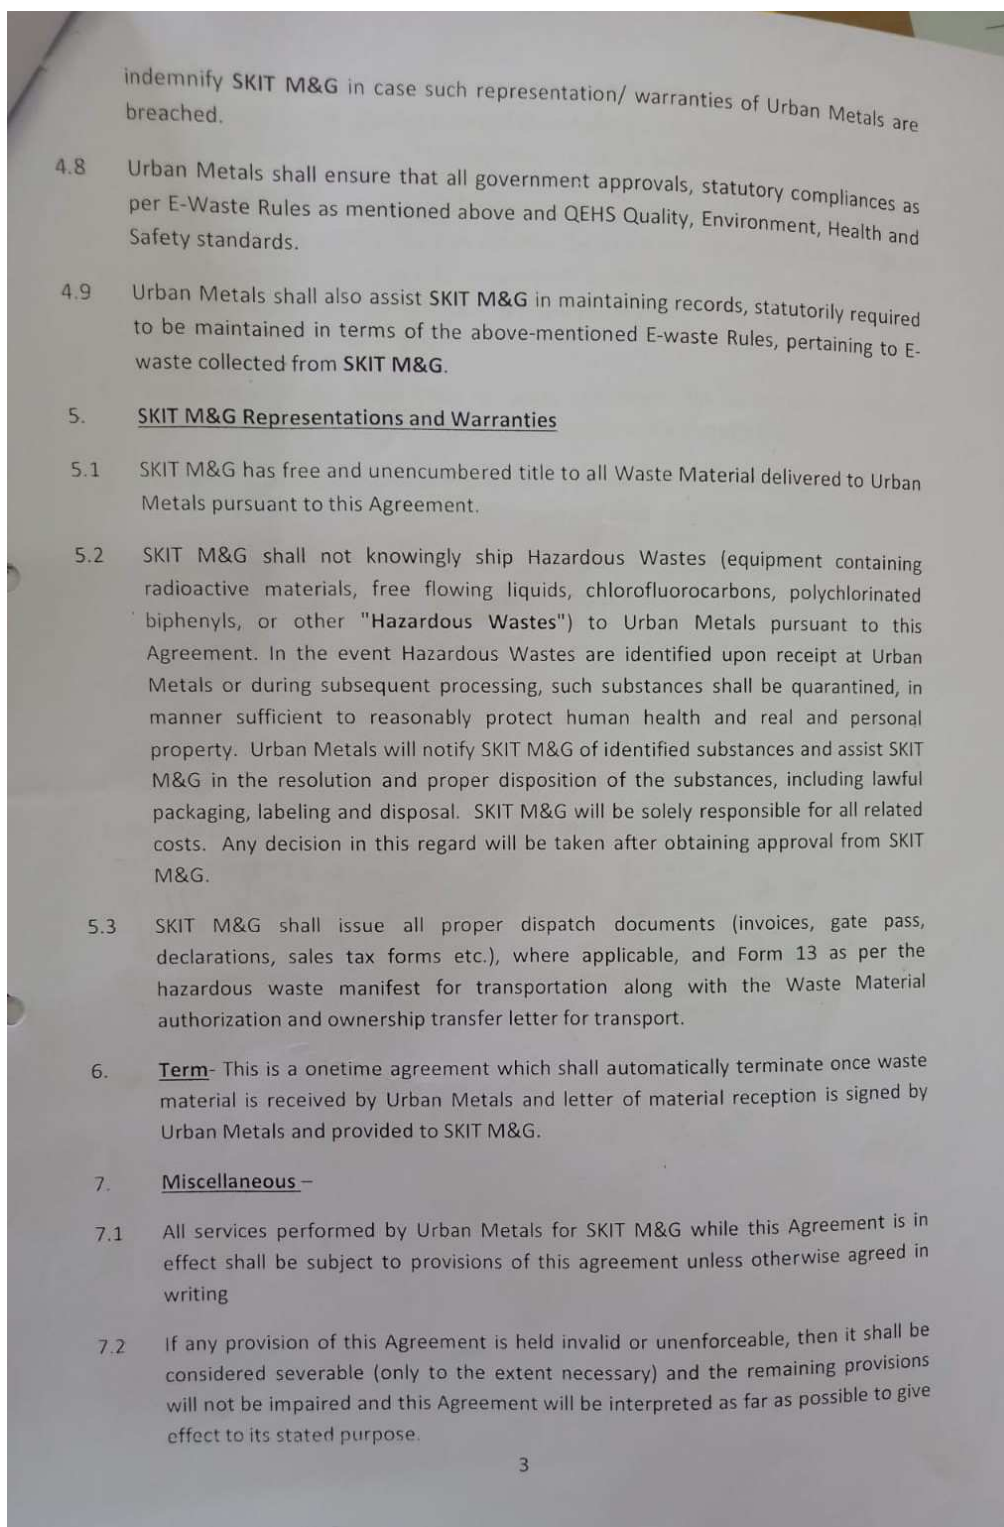 indemnify SKIT M&G in case such representation/ warranties of Urban Metals are
breached.
4.8 Urban Metals shall ensure that all government approvals, statutory compliances as
per E-Waste Rules as mentioned above and QEHS Quality, Environment, Health and
Safety standards.
4.9 Urban Metals shall also assist SKIT M&G in maintaining records, statutorily required
to be maintained in terms of the above-mentioned E-waste Rules, pertaining to E-
waste collected from SKIT M&G.
5. SKIT M&G Representations and Warranties
5.1 SKIT M&G has free and unencumbered title to all Waste Material delivered to Urban
Metals pursuant to this Agreement.
5.2 SKIT M&G shall not knowingly ship Hazardous Wastes (equipment containing
radioactive materials, free flowing liquids, chlorofluorocarbons, polychlorinated
biphenyls, or other "Hazardous Wastes") to Urban Metals pursuant to this
Agreement. In the event Hazardous Wastes are identified upon receipt at Urban
Metals or during subsequent processing, such substances shall be quarantined, in
manner sufficient to reasonably protect human health and real and personal
property. Urban Metals will notify SKIT M&G of identified substances and assist SKIT
M&G in the resolution and proper disposition of the substances, including lawful
packaging, labeling and disposal. SKIT M&G will be solely responsible for all related
costs. Any decision in this regard will be taken after obtaining approval from SKIT
M&G.
5.3 SKIT M&G shall issue all proper dispatch documents (invoices, gate pass,
declarations, sales tax forms etc.), where applicable, and Form 13 as per the
hazardous waste manifest for transportation along with the Waste Material
authorization and ownership transfer letter for transport.
6. Term- This is a onetime agreement which shall automatically terminate once waste
material is received by Urban Metals and letter of material reception is signed by
Urban Metals and provided to SKIT M&G.
7. Miscellaneous –
7.1 All services performed by Urban Metals for SKIT M&G while this Agreement is in
effect shall be subject to provisions of this agreement unless otherwise agreed in
writing
7.2 If any provision of this Agreement is held invalid or unenforceable, then it shall be
considered severable (only to the extent necessary) and the remaining provisions
will not be impaired and this Agreement will be interpreted as far as possible to give
effect to its stated purpose.
3